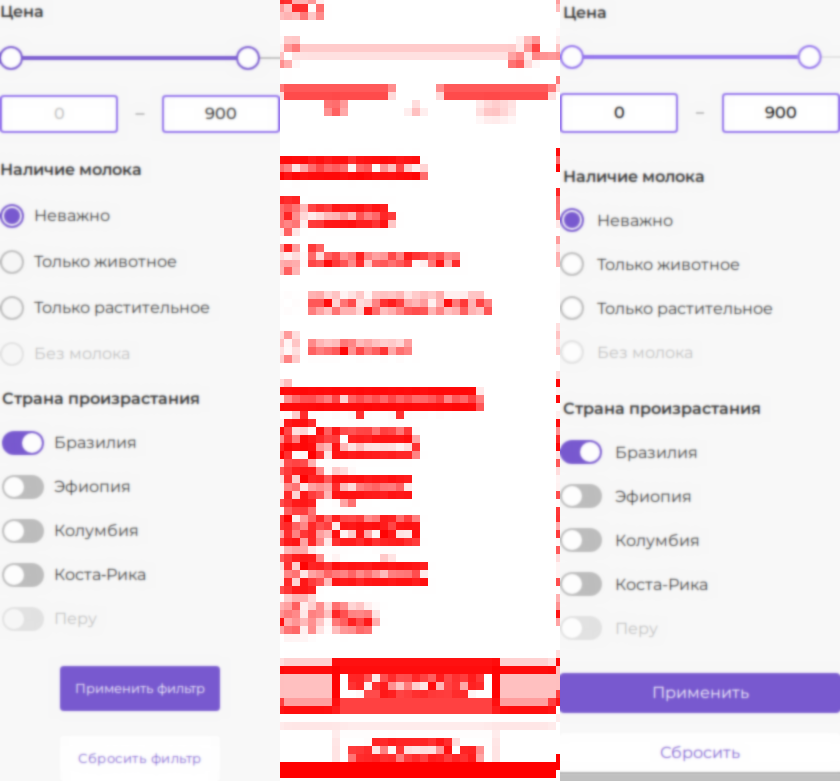 Цена
0 – 900
Наличие молока
Неважно
Только животное
Только растительное
Без молока
Страна произрастания
Бразилия
Эфиопия
Колумбия
Коста-Рика
Перу
Применить фильтр
Сбросить фильтр
Цена
0 – 900
Наличие молока
Неважно
Только животное
Только растительное
Без молока
Страна произрастания
Бразилия
Эфиопия
Колумбия
Коста-Рика
Перу
Применить
Сбросить